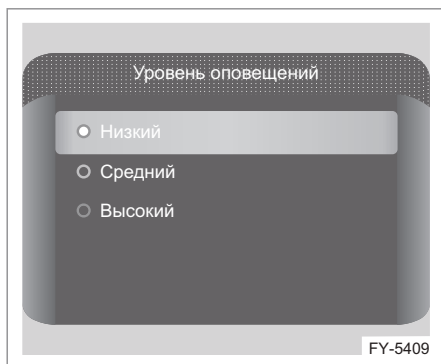 Уровень оповещений
Низкий
Средний
Высокий
FY-5409